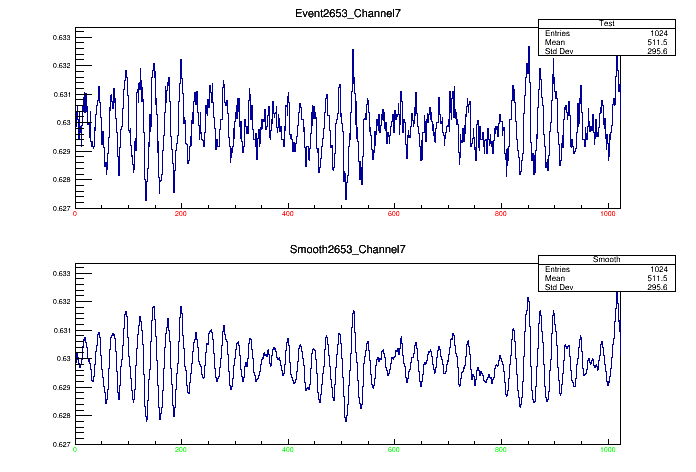 Event2653_Channel7
Test
Entries 1024
Mean 511.5
Std Dev 295.6
0.633
0.632
0.631
0.63
0.629
0.628
0.627
0 200 400 600 800 1000
Smooth2653_Channel7
Smooth
Entries 1024
Mean 511.5
Std Dev 295.6
0.633
0.632
0.631
0.63
0.629
0.628
0.627
0 200 400 600 800 1000